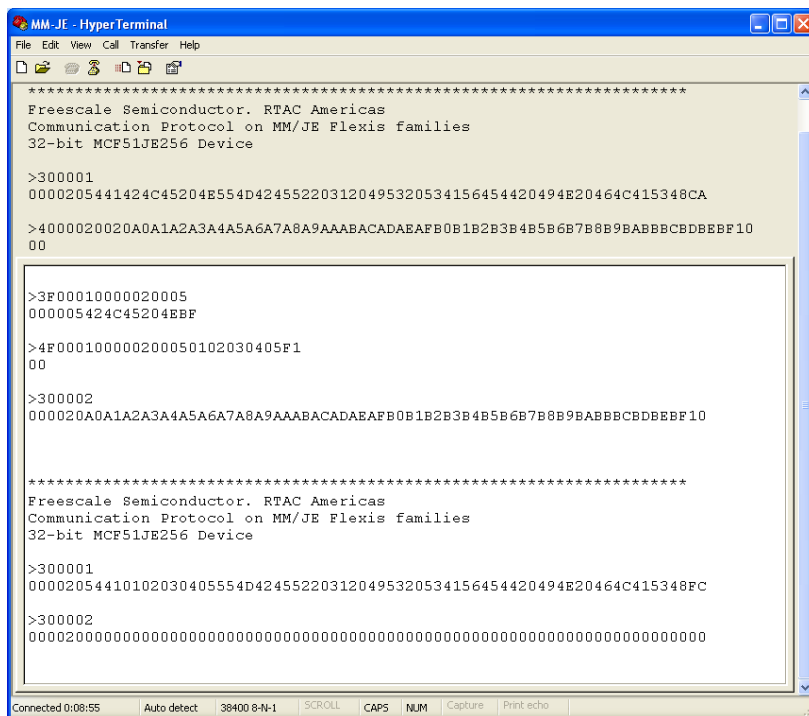 MM-JE - HyperTerminal
File Edit View Call Transfer Help
**********************************************************************
Freescale Semiconductor. RTAC Americas
Communication Protocol on MM/JE Flexis families
32-bit MCF51JE256 Device
>300001
0000205441424C45204E554D424552203120495320534156454420494E20464C415348CA
>4000020020A0A1A2A3A4A5A6A7A8A9AAABACADAEAFB0B1B2B3B4B5B6B7B8B9BABBBCBDBEBF10
00
>3F00010000020005
000005424C45204EBF
>4F000100000200050102030405F1
00
>300002
000020A0A1A2A3A4A5A6A7A8A9AAABACADAEAFB0B1B2B3B4B5B6B7B8B9BABBBCBDBEBF10
**********************************************************************
Freescale Semiconductor. RTAC Americas
Communication Protocol on MM/JE Flexis families
32-bit MCF51JE256 Device
>300001
00002054410102030405554D424552203120495320534156454420494E20464C415348FC
>300002
000020000000000000000000000000000000000000000000000000000000000000000000
Connected 0:08:55 Auto detect 38400 8-N-1 SCROLL CAPS NUM Capture Print echo